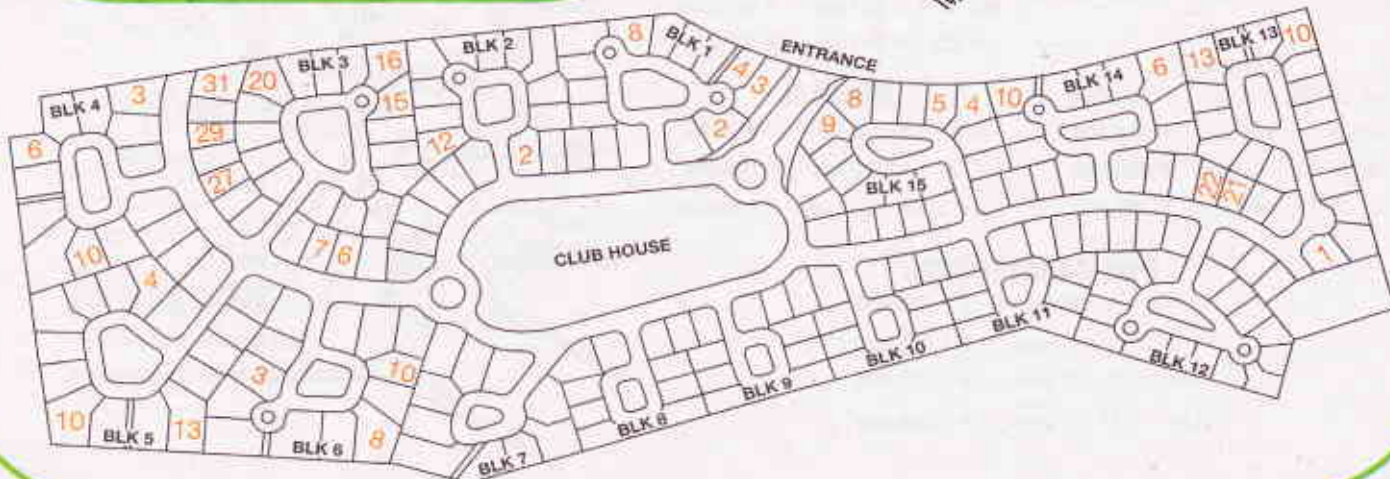 BLK 4
3
6
10
4
10
BLK 5
13
31
20
29
27
BLK 3
16
15
7
6
3
10
BLK 6
8
BLK 2
12
2
8
BLK 1
4
3
2
ENTRANCE
CLUB HOUSE
BLK 7
BLK 8
BLK 9
BLK 10
BLK 11
BLK 12
8
9
5
4
BLK 15
10
BLK 14
6
13
BLK 13
10
22
21
1